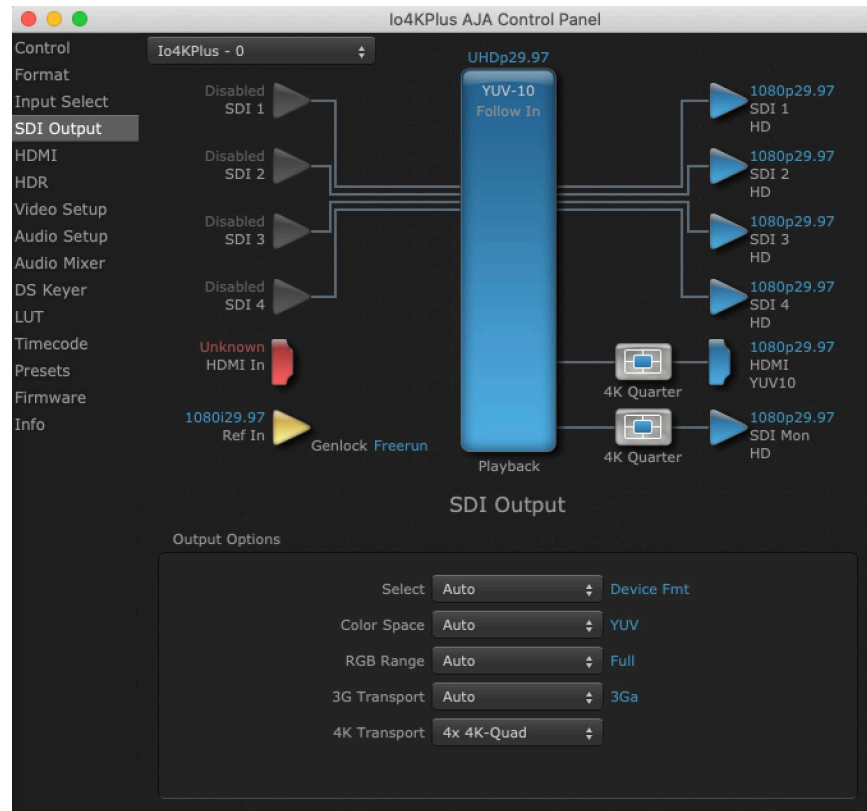 Io4KPlus AJA Control Panel
Control
Format
Input Select
SDI Output
HDMI
HDR
Video Setup
Audio Setup
Audio Mixer
DS Keyer
LUT
Timecode
Presets
Firmware
Info
Io4KPlus - 0
UHDp29.97
YUV-10
Follow In
Disabled
SDI 1
Disabled
SDI 2
Disabled
SDI 3
Disabled
SDI 4
Unknown
HDMI In
1080i29.97
Ref In
Genlock Freerun
Playback
1080p29.97
SDI 1
HD
1080p29.97
SDI 2
HD
1080p29.97
SDI 3
HD
1080p29.97
SDI 4
HD
4K Quarter
1080p29.97
HDMI
YUV10
4K Quarter
1080p29.97
SDI Mon
HD
SDI Output
Output Options
Select Auto Device Fmt
Color Space Auto YUV
RGB Range Auto Full
3G Transport Auto 3Ga
4K Transport 4x 4K-Quad